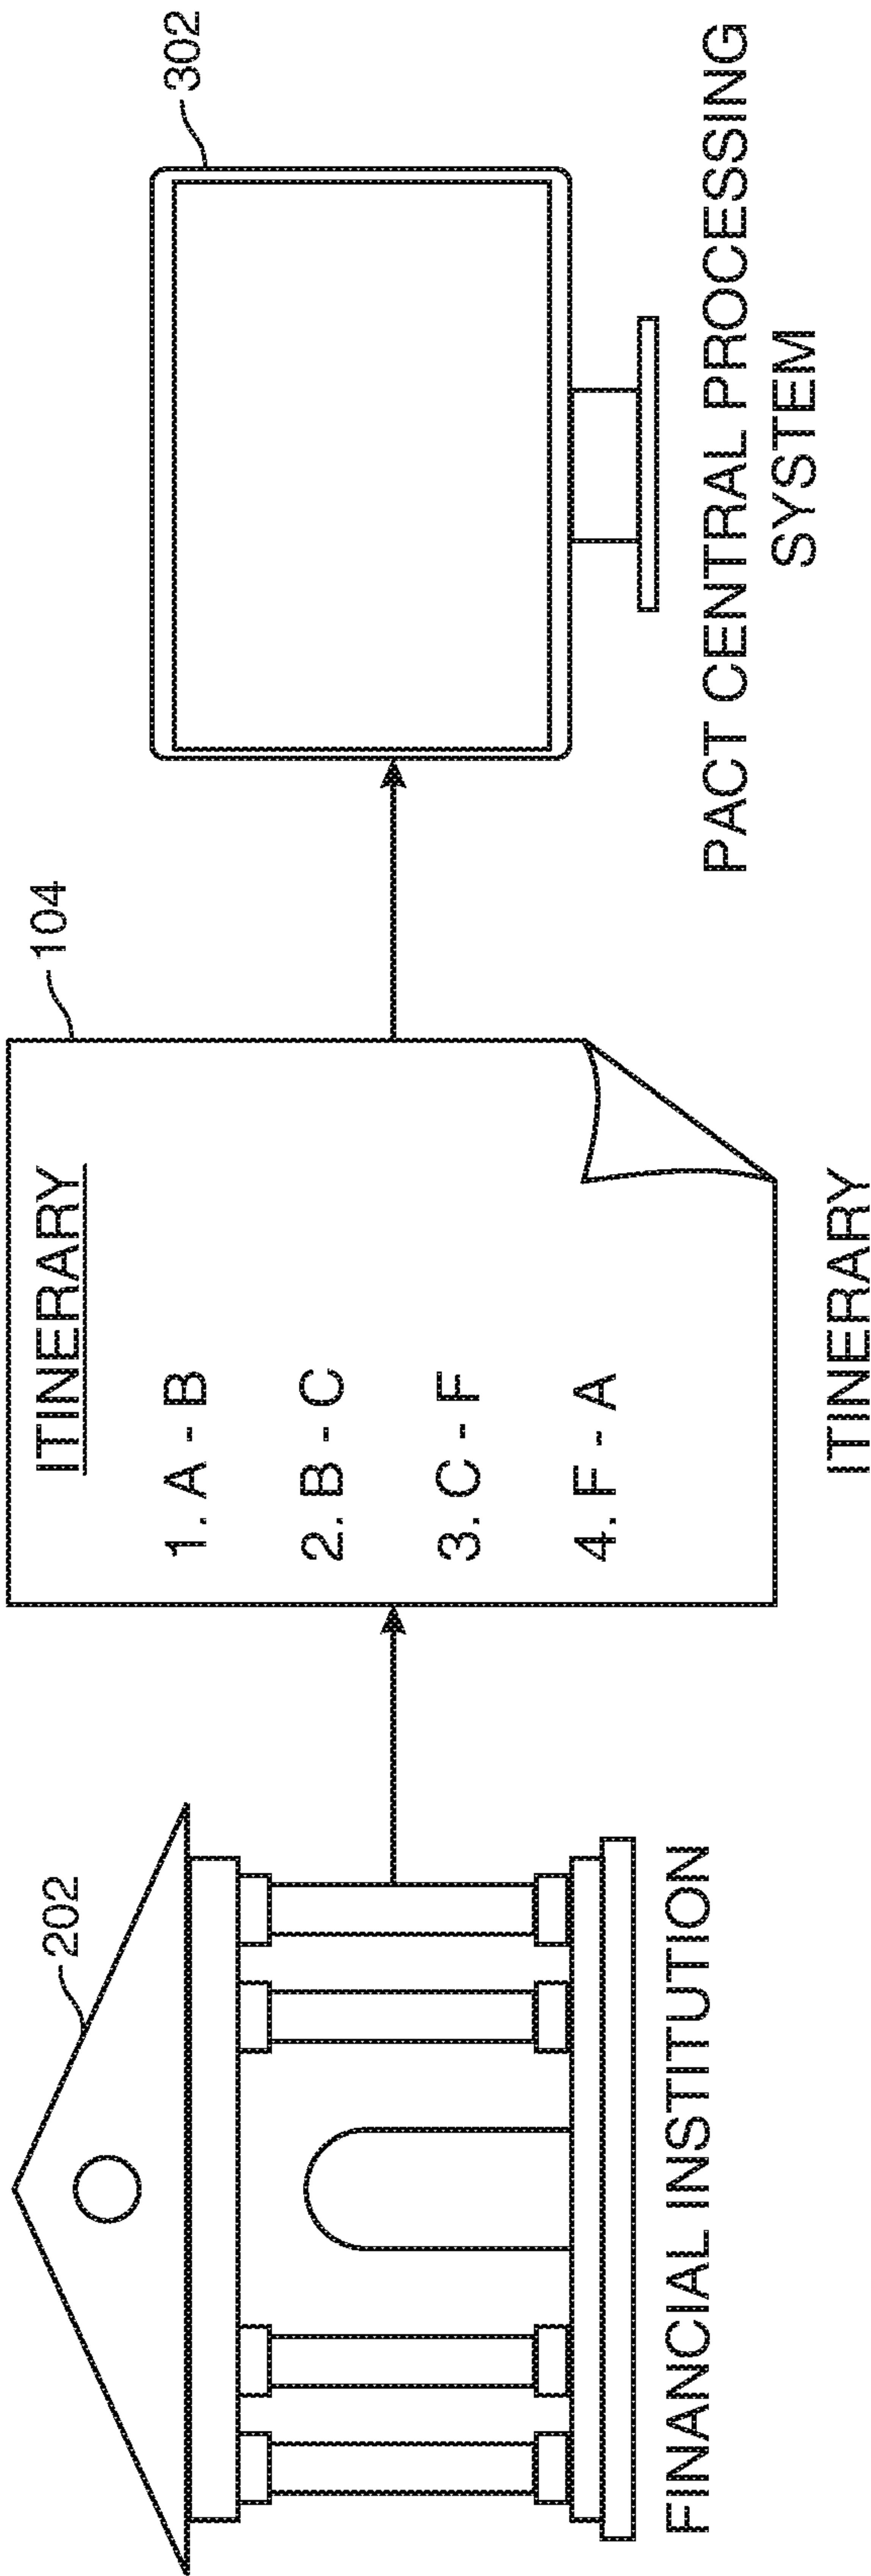 202
FINANCIAL INSTITUTION
104
ITINERARY
1. A - B
2. B - C
3. C - F
4. F - A
ITINERARY
302
PACT CENTRAL PROCESSING
SYSTEM